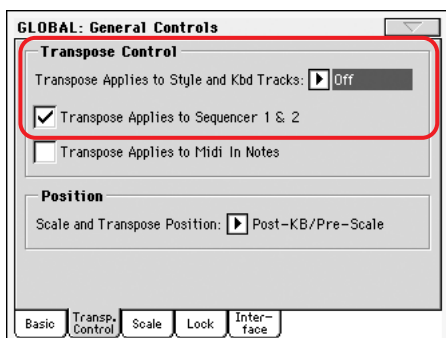 GLOBAL: General Controls
Transpose Control
Transpose Applies to Style and Kbd Tracks: Off
Transpose Applies to Sequencer 1 & 2
Transpose Applies to Midi In Notes
Position
Scale and Transpose Position: Post-KB/Pre-Scale
Basic Transp. Control Scale Lock Inter-face